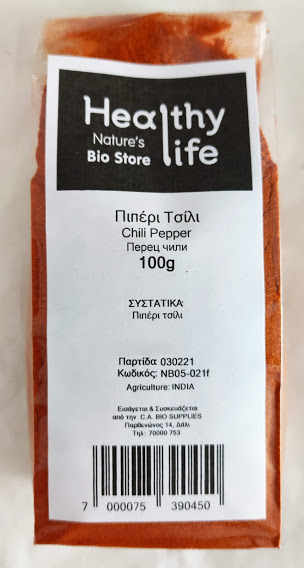 Healthy
Nature's
Bio Store life
Πιπέρι Τσίλι
Chili Pepper
Перец чили
100g
ΣΥΣΤΑΤΙΚΑ:
Πιπέρι τσίλι
Παρτίδα: 030221
Κωδικός: NB05-021f
Agriculture: INDIA
Εισάγεται & Συσκευάζεται
από την C.A. BIO SUPPLIES
Παρθενώνος 14, Δάλι
Τηλ: 70000 753
7 000075 390450